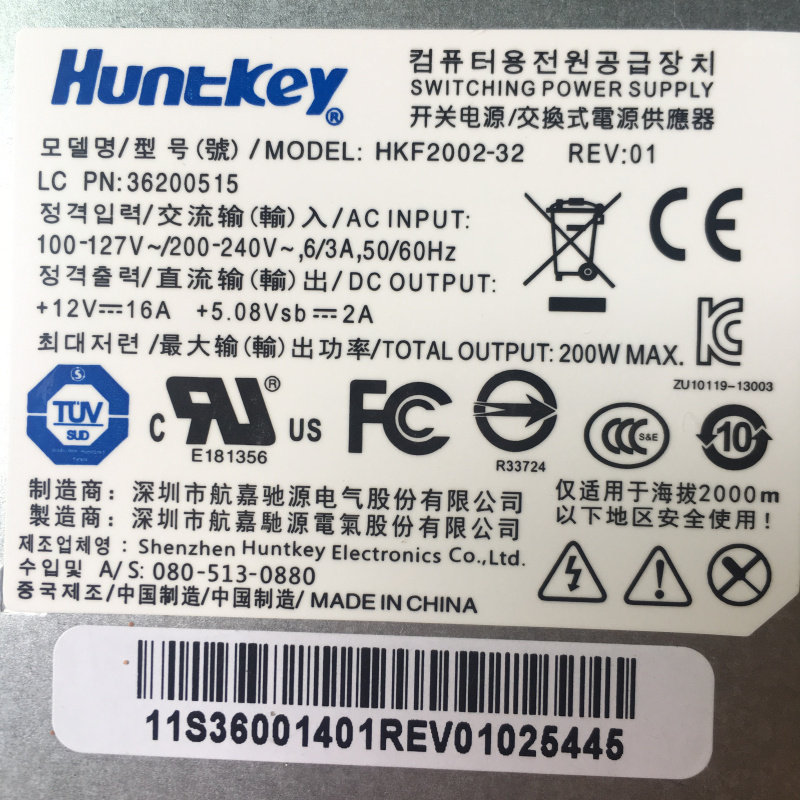 Huntkey®
컴퓨터용전원공급장치
SWITCHING POWER SUPPLY
开关电源/交換式電源供應器
모델명/型号(號)/MODEL: HKF2002-32 REV:01
LC PN:36200515
정격입력/交流输(輸)入/AC INPUT:
100-127V~/200-240V~,6/3A,50/60Hz
정격출력/直流输(輸)出/DC OUTPUT:
+12V⎓16A +5.08Vsb⎓2A
최대저련/最大输(輸)出功率/TOTAL OUTPUT: 200W MAX.
ZU10119-13003
TÜV
SUD
C UR® US
E181356
FC
R33724
CCC S&E
10
制造商：深圳市航嘉驰源电气股份有限公司
製造商：深圳市航嘉馳源電氣股份有限公司
제조업체명 : Shenzhen Huntkey Electronics Co.,Ltd.
수입및 A/S: 080-513-0880
중국제조/中国制造/中国制造/ MADE IN CHINA
仅适用于海拔2000m
以下地区安全使用!
11S36001401REV01025445